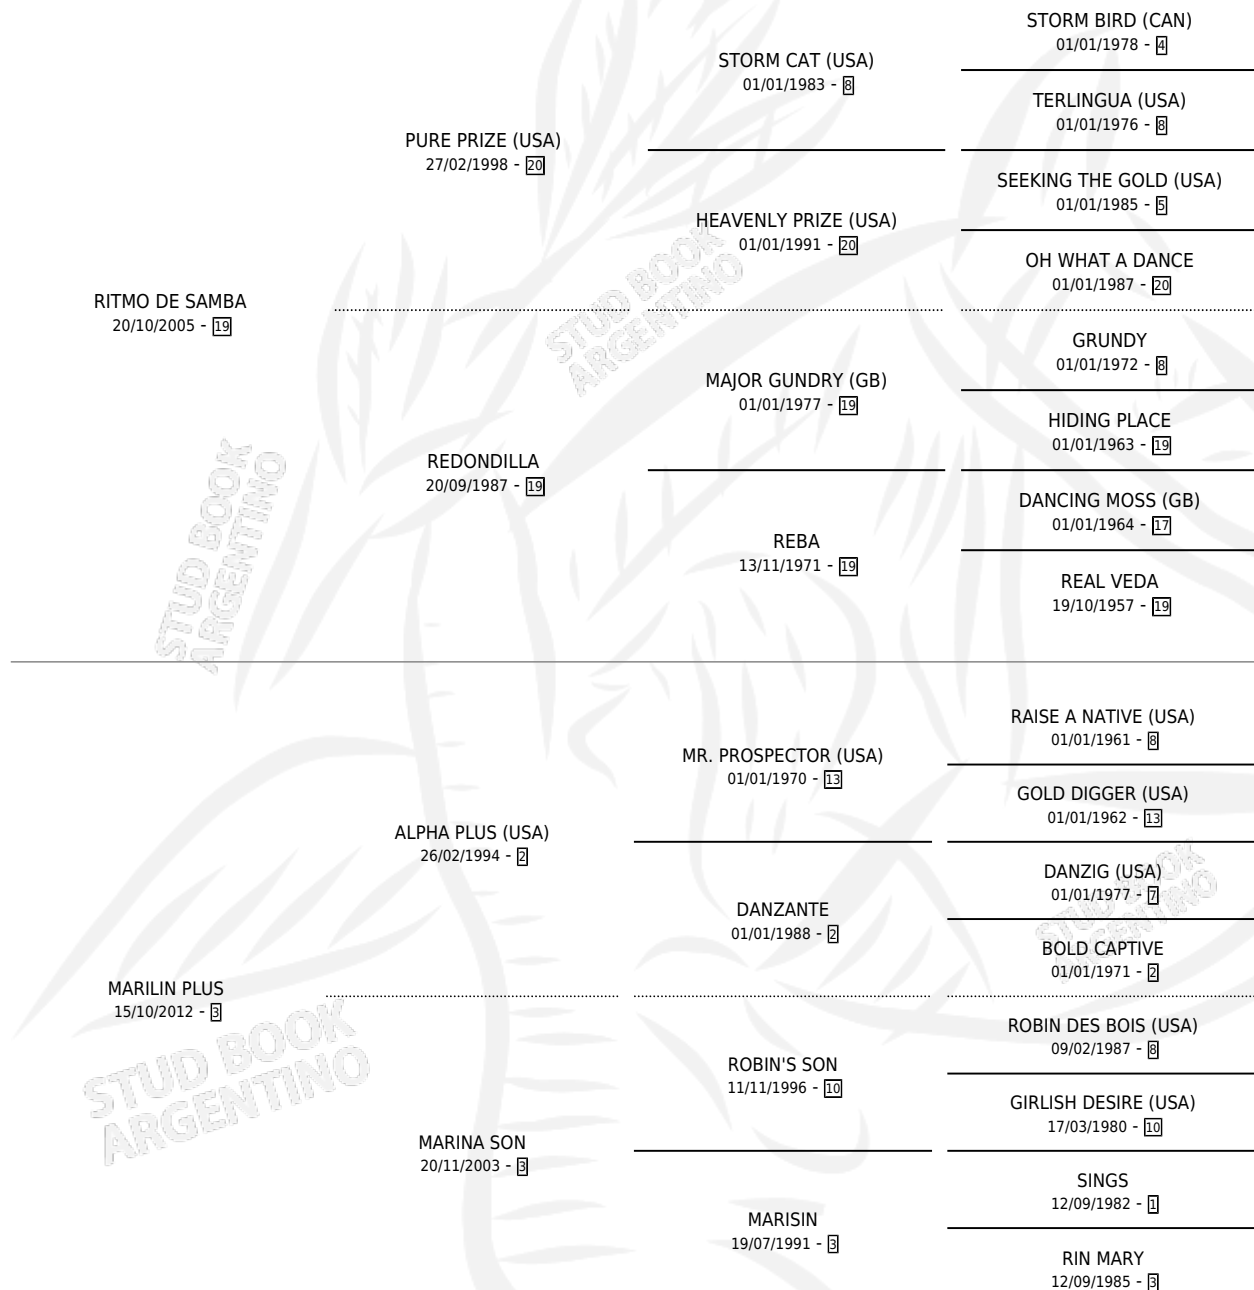 STORM BIRD (CAN)
01/01/1978 - 4
STORM CAT (USA)
01/01/1983 - 8
TERLINGUA (USA)
01/01/1976 - 8
PURE PRIZE (USA)
27/02/1998 - 20
SEEKING THE GOLD (USA)
01/01/1985 - 5
HEAVENLY PRIZE (USA)
01/01/1991 - 20
OH WHAT A DANCE
01/01/1987 - 20
RITMO DE SAMBA
20/10/2005 - 19
STUD BOOK
ARGENTINO
GRUNDY
01/01/1972 - 8
MAJOR GUNDRY (GB)
01/01/1977 - 19
HIDING PLACE
01/01/1963 - 19
REDONDILLA
20/09/1987 - 19
DANCING MOSS (GB)
01/01/1964 - 17
REBA
13/11/1971 - 19
REAL VEDA
19/10/1957 - 19
STUD BOOK
ARGENTINO
RAISE A NATIVE (USA)
01/01/1961 - 8
MR. PROSPECTOR (USA)
01/01/1970 - 13
GOLD DIGGER (USA)
01/01/1962 - 13
ALPHA PLUS (USA)
26/02/1994 - 2
DANZIG (USA)
01/01/1977 - 7
STUD BOOK
ARGENTINO
DANZANTE
01/01/1988 - 2
BOLD CAPTIVE
01/01/1971 - 2
MARILIN PLUS
15/10/2012 - 3
STUD BOOK
ARGENTINO
ROBIN DES BOIS (USA)
09/02/1987 - 8
ROBIN'S SON
11/11/1996 - 10
GIRLISH DESIRE (USA)
17/03/1980 - 10
MARINA SON
20/11/2003 - 3
SINGS
12/09/1982 - 1
MARISIN
19/07/1991 - 3
RIN MARY
12/09/1985 - 3